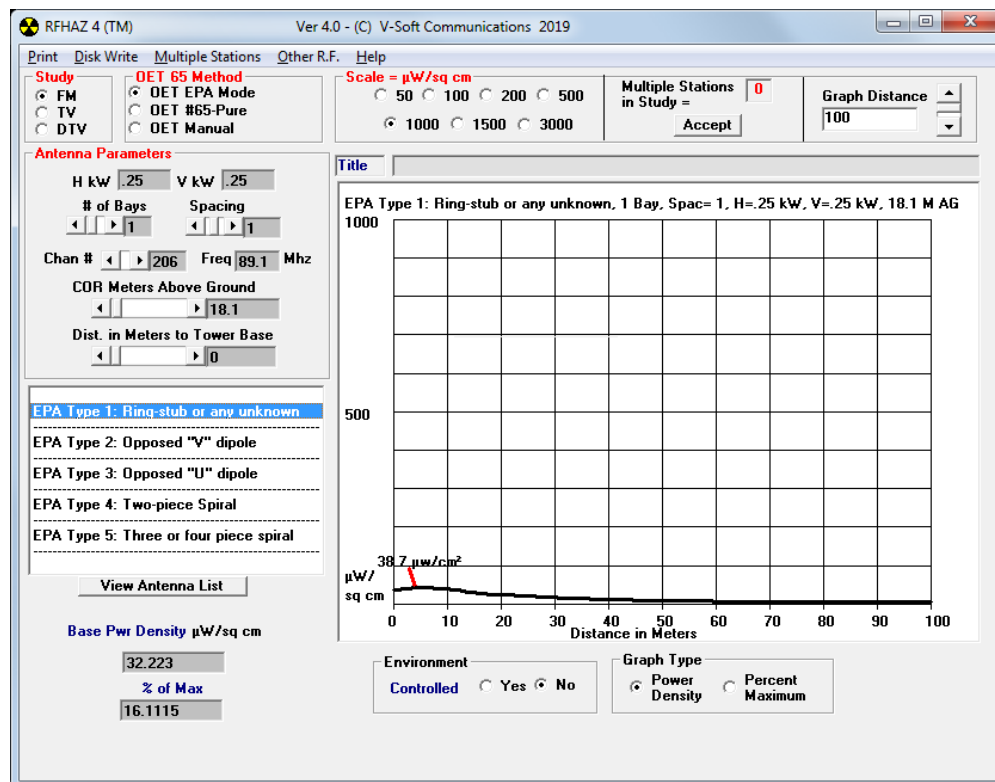 RFHAZ 4 (TM) Ver 4.0 - (C) V-Soft Communications 2019
Print Disk Write Multiple Stations Other R.F. Help
Study
FM
TV
DTV
OET 65 Method
OET EPA Mode
OET #65-Pure
OET Manual
Scale = µW/sq cm
50 100 200 500
1000 1500 3000
Multiple Stations 0
in Study =
Accept
Graph Distance
100
Antenna Parameters
H kW .25 V kW .25
# of Bays Spacing
1 1
Chan # 206 Freq 89.1 Mhz
COR Meters Above Ground
18.1
Dist. in Meters to Tower Base
0
EPA Type 1: Ring-stub or any unknown
EPA Type 2: Opposed "V" dipole
EPA Type 3: Opposed "U" dipole
EPA Type 4: Two-piece Spiral
EPA Type 5: Three or four piece spiral
View Antenna List
Base Pwr Density µW/sq cm
32.223
% of Max
16.1115
Title
EPA Type 1: Ring-stub or any unknown, 1 Bay, Spac= 1, H=.25 kW, V=.25 kW, 18.1 M AG
1000
500
38.7 µw/cm²
µW/
sq cm
0 10 20 30 40 50 60 70 80 90 100
Distance in Meters
Environment
Controlled Yes No
Graph Type
Power Density
Percent Maximum